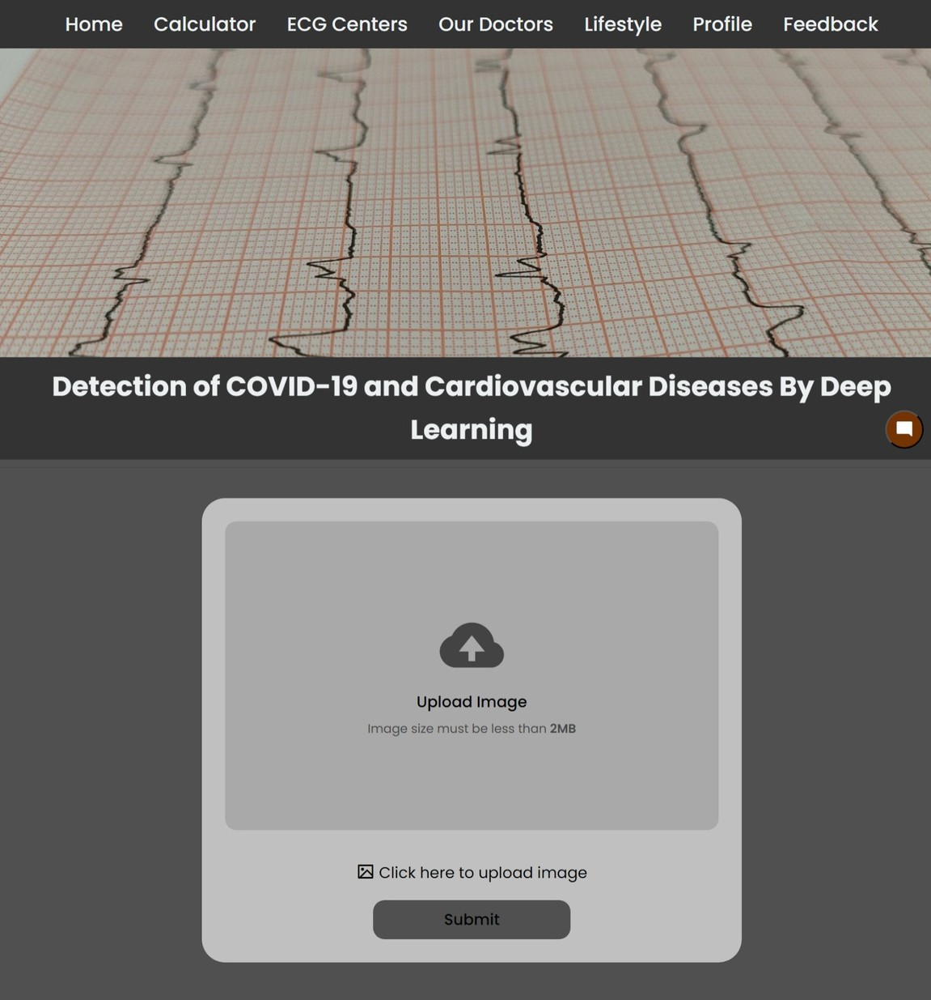 Home Calculator ECG Centers Our Doctors Lifestyle Profile Feedback
Detection of COVID-19 and Cardiovascular Diseases By Deep
Learning
Upload Image
Image size must be less than 2MB
Click here to upload image
Submit